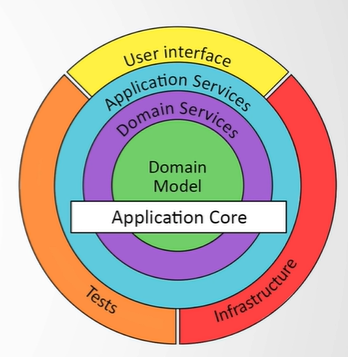 User interface
Application Services
Domain Services
Domain
Model
Application Core
Tests
Infrastructure